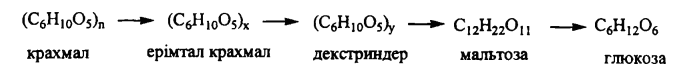 (C₆H₁₀O₅)ₙ → (C₆H₁₀O₅)ₓ → (C₆H₁₀O₅)ᵧ → C₁₂H₂₂O₁₁ → C₆H₁₂O₆
крахмал ерімтал крахмал декстриндер мальтоза глюкоза